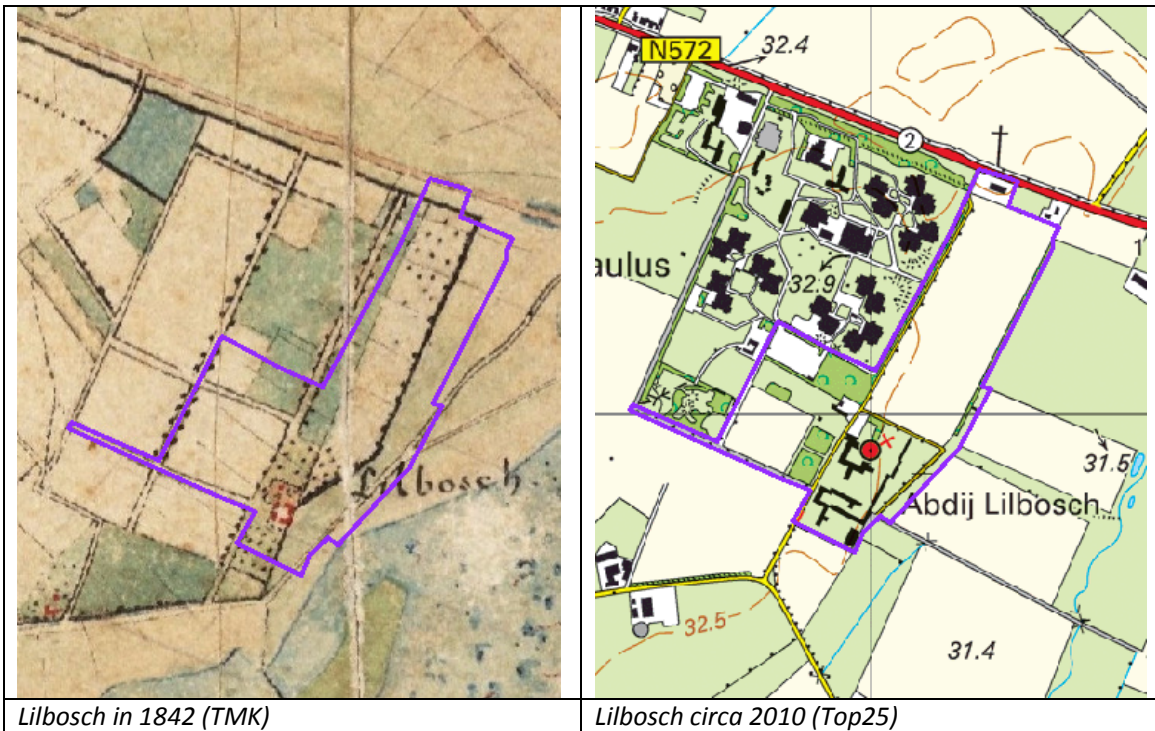 Lilbosch
N572
32.4
2
aulus
32.9
1
31.5
Abdij Lilbosch
32.5
31.4
Lilbosch in 1842 (TMK)
Lilbosch circa 2010 (Top25)